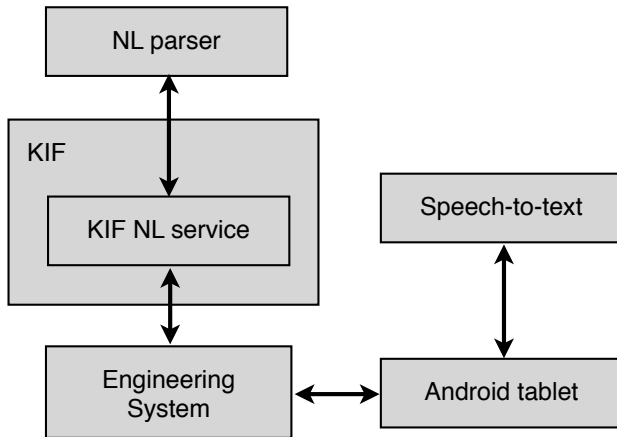 NL parser
KIF
KIF NL service
Speech-to-text
Engineering
System
Android tablet